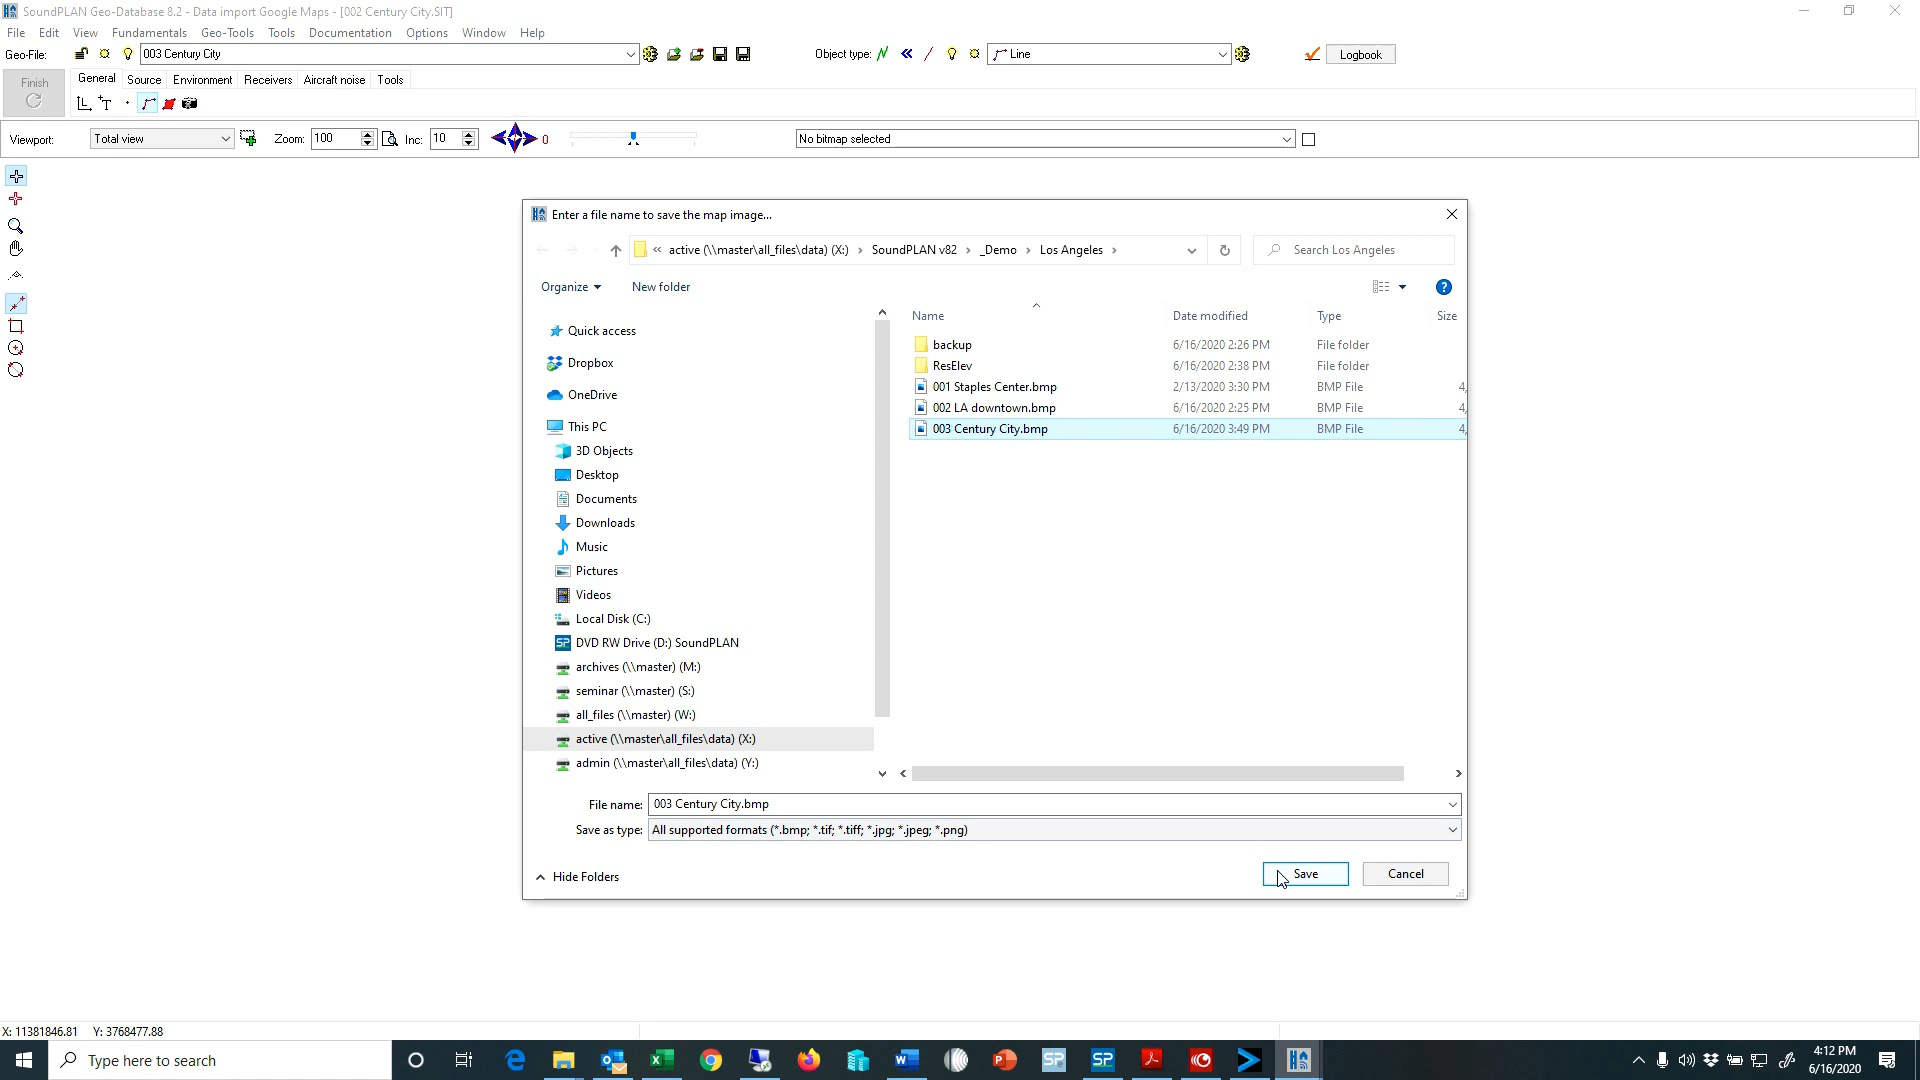 SoundPLAN Geo-Database 8.2 - Data import Google Maps - [002 Century City.SIT]
File Edit View Fundamentals Geo-Tools Tools Documentation Options Window Help
Geo-File: 003 Century City Object type: Line Logbook
Finish General Source Environment Receivers Aircraft noise Tools
Viewport: Total view Zoom: 100 Inc: 10 0 No bitmap selected
Enter a file name to save the map image...
« active (\\master\all_files\data) (X:) › SoundPLAN v82 › _Demo › Los Angeles › Search Los Angeles
Organize New folder
Name Date modified Type Size
Quick access
Dropbox
OneDrive
This PC
3D Objects
Desktop
Documents
Downloads
Music
Pictures
Videos
Local Disk (C:)
DVD RW Drive (D:) SoundPLAN
archives (\\master) (M:)
seminar (\\master) (S:)
all_files (\\master) (W:)
active (\\master\all_files\data) (X:)
admin (\\master\all_files\data) (Y:)
backup 6/16/2020 2:26 PM File folder
ResElev 6/16/2020 2:38 PM File folder
001 Staples Center.bmp 2/13/2020 3:30 PM BMP File 4,
002 LA downtown.bmp 6/16/2020 2:25 PM BMP File 4,
003 Century City.bmp 6/16/2020 3:49 PM BMP File 4,
File name: 003 Century City.bmp
Save as type: All supported formats (*.bmp; *.tif; *.tiff; *.jpg; *.jpeg; *.png)
Hide Folders Save Cancel
X: 11381846.81 Y: 3768477.88
Type here to search
4:12 PM
6/16/2020